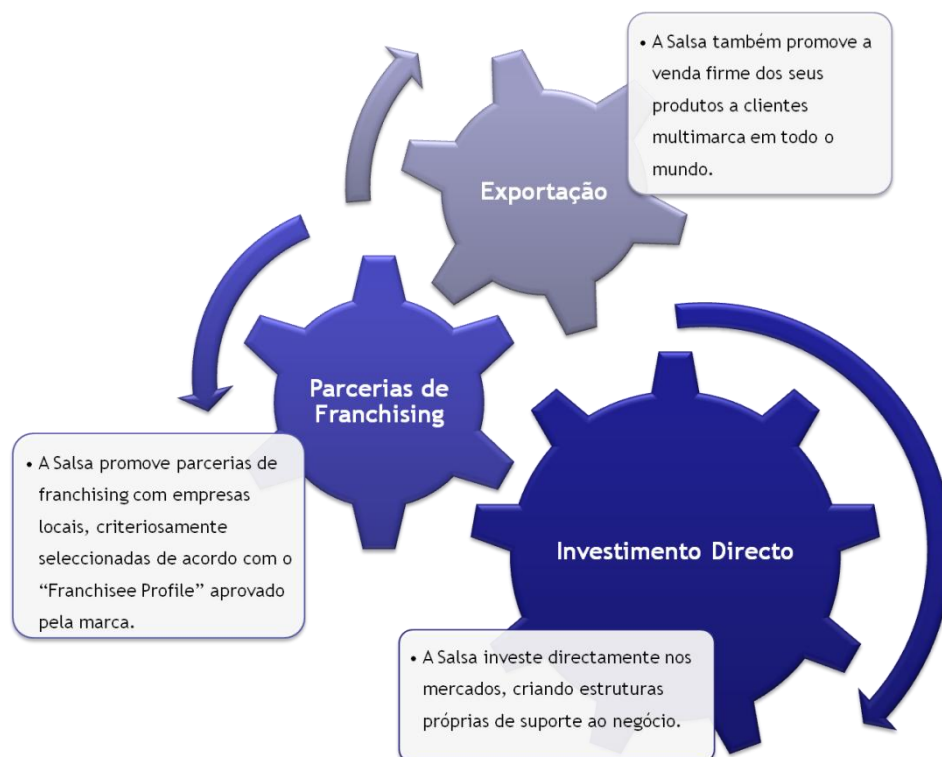 • A Salsa também promove a
venda firme dos seus
produtos a clientes
multimarca em todo o
mundo.
Exportação
Parcerias de
Franchising
• A Salsa promove parcerias de
franchising com empresas
locais, criteriosamente
seleccionadas de acordo com o
“Franchisee Profile” aprovado
pela marca.
Investimento Directo
• A Salsa investe directamente nos
mercados, criando estruturas
próprias de suporte ao negócio.